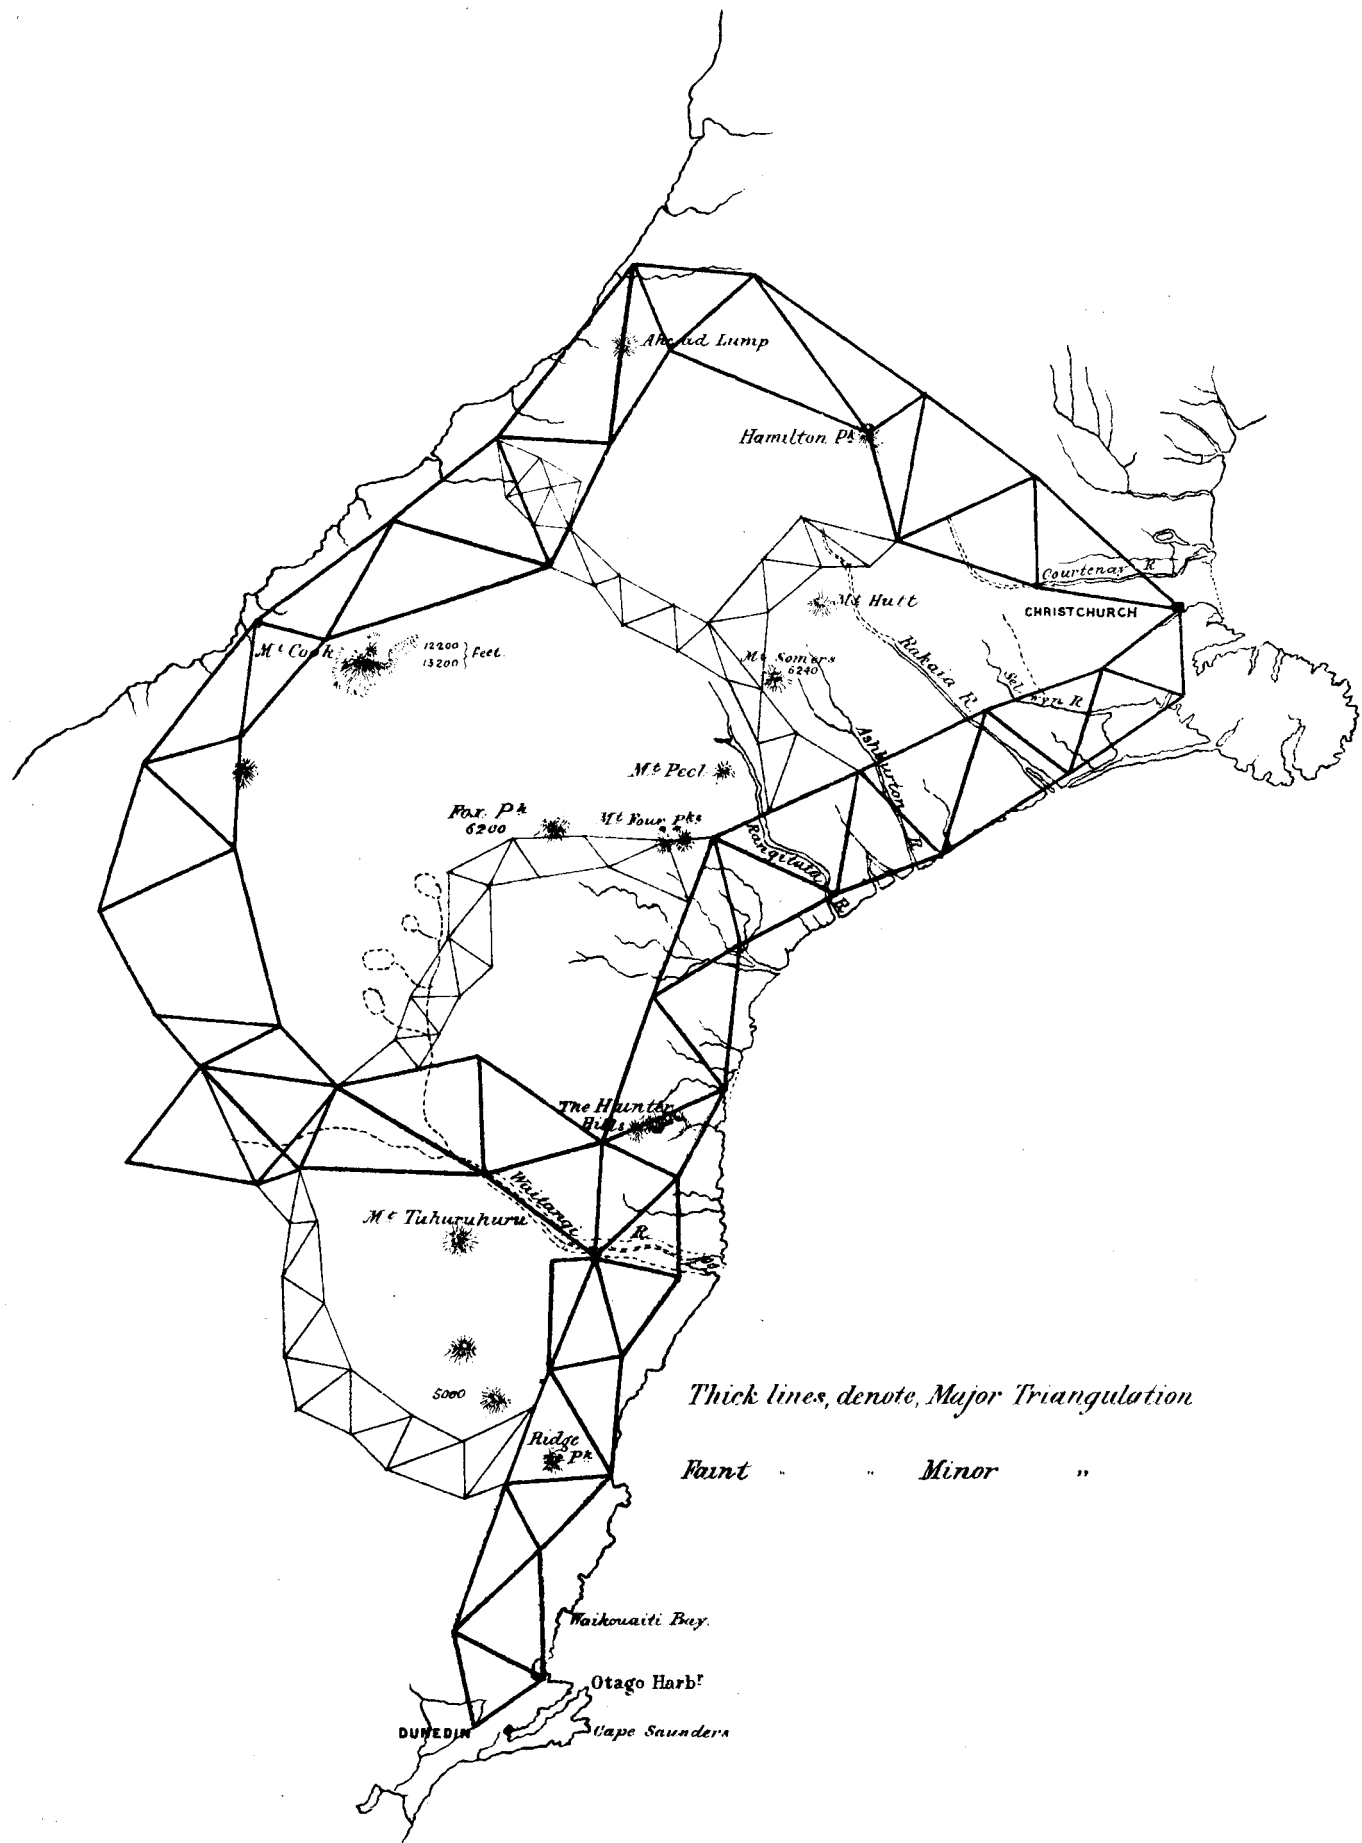 Ahead Lump
Hamilton Pk
Courtenay R
CHRISTCHURCH
Mt Hutt
Mt Cook
12200
13200 } feet.
Rakaia R.
Mt Somers
6240
Selwyn R
Ashburton R.
Mt Peel
Fox Pk
6200
Mt Four Pks
Rangitata R.
The Hunter
Hills
Waitangi R.
Mt Tuhuruhuru
5000
Thick lines, denote, Major Triangulation
Faint " " Minor "
Ridge
Pk
Waikouaiti Bay.
Otago Harbr
DUNEDIN
Cape Saunders